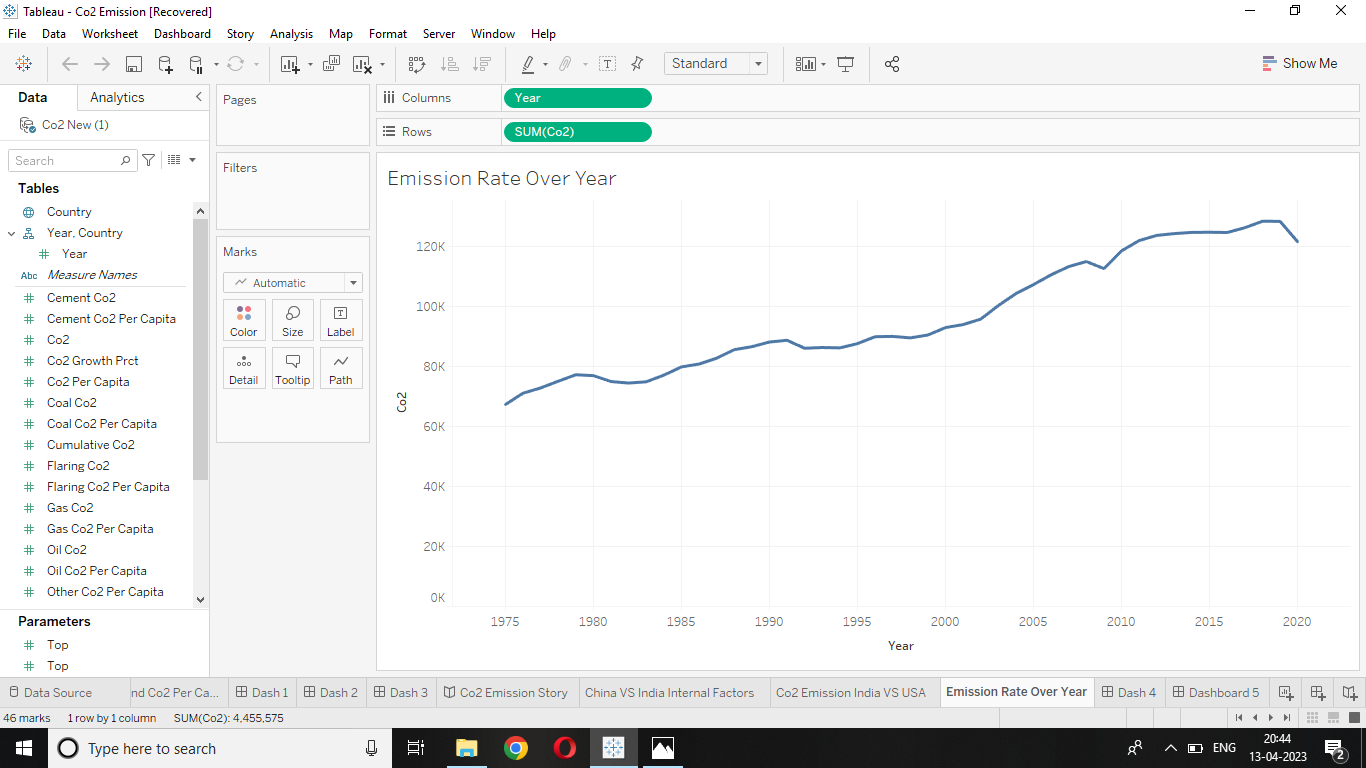 Tableau - Co2 Emission [Recovered]
File Data Worksheet Dashboard Story Analysis Map Format Server Window Help
Standard
Show Me
Data
Analytics
Co2 New (1)
Search
Tables
Country
Year, Country
Year
Abc Measure Names
Cement Co2
Cement Co2 Per Capita
Co2
Co2 Growth Prct
Co2 Per Capita
Coal Co2
Coal Co2 Per Capita
Cumulative Co2
Flaring Co2
Flaring Co2 Per Capita
Gas Co2
Gas Co2 Per Capita
Oil Co2
Oil Co2 Per Capita
Other Co2 Per Capita
Parameters
Top
Top
Pages
Filters
Marks
Automatic
Color Size Label
T
Detail Tooltip Path
Columns Year
Rows SUM(Co2)
Emission Rate Over Year
120K
100K
80K
60K
40K
20K
0K
Co2
1975 1980 1985 1990 1995 2000 2005 2010 2015 2020
Year
Data Source
nd Co2 Per Ca...
Dash 1
Dash 2
Dash 3
Co2 Emission Story
China VS India Internal Factors
Co2 Emission India VS USA
Emission Rate Over Year
Dash 4
Dashboard 5
46 marks 1 row by 1 column SUM(Co2): 4,455,575
Type here to search
ENG
20:44
13-04-2023
2